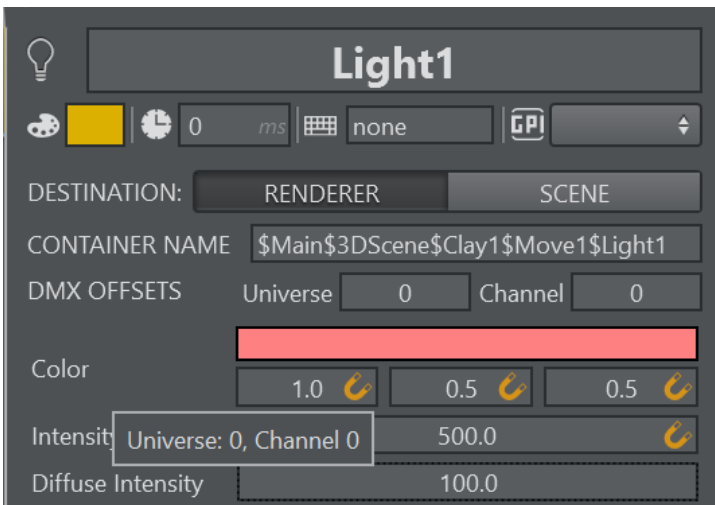 Light1
0 ms none GPI
DESTINATION: RENDERER SCENE
CONTAINER NAME $Main$3DScene$Clay1$Move1$Light1
DMX OFFSETS Universe 0 Channel 0
Color
1.0 0.5 0.5
Intensity 500.0
Universe: 0, Channel 0
Diffuse Intensity 100.0